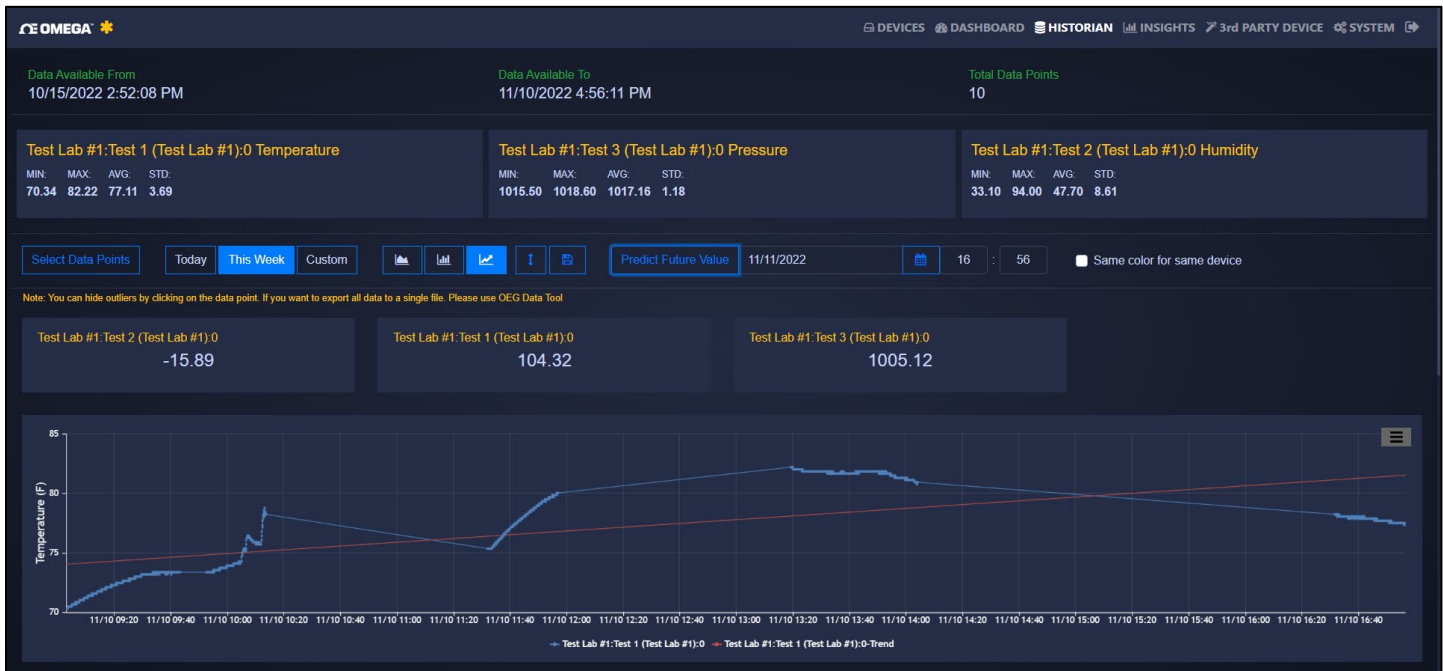 OMEGA DEVICES DASHBOARD HISTORIAN INSIGHTS 3rd PARTY DEVICE SYSTEM
Data Available From Data Available To Total Data Points
10/15/2022 2:52:08 PM 11/10/2022 4:56:11 PM 10
Test Lab #1:Test 1 (Test Lab #1):0 Temperature Test Lab #1:Test 3 (Test Lab #1):0 Pressure Test Lab #1:Test 2 (Test Lab #1):0 Humidity
MIN: MAX: AVG: STD: MIN: MAX: AVG: STD: MIN: MAX: AVG: STD:
70.34 82.22 77.11 3.69 1015.50 1018.60 1017.16 1.18 33.10 94.00 47.70 8.61
Select Data Points Today This Week Custom Predict Future Value 11/11/2022 16 : 56 Same color for same device
Note: You can hide outliers by clicking on the data point. If you want to export all data to a single file. Please use OEG Data Tool
Test Lab #1:Test 2 (Test Lab #1):0 Test Lab #1:Test 1 (Test Lab #1):0 Test Lab #1:Test 3 (Test Lab #1):0
-15.89 104.32 1005.12
85
80
75
70
Temperature (F)
11/10 09:20 11/10 09:40 11/10 10:00 11/10 10:20 11/10 10:40 11/10 11:00 11/10 11:20 11/10 11:40 11/10 12:00 11/10 12:20 11/10 12:40 11/10 13:00 11/10 13:20 11/10 13:40 11/10 14:00 11/10 14:20 11/10 14:40 11/10 15:00 11/10 15:20 11/10 15:40 11/10 16:00 11/10 16:20 11/10 16:40
Test Lab #1:Test 1 (Test Lab #1):0 Test Lab #1:Test 1 (Test Lab #1):0-Trend